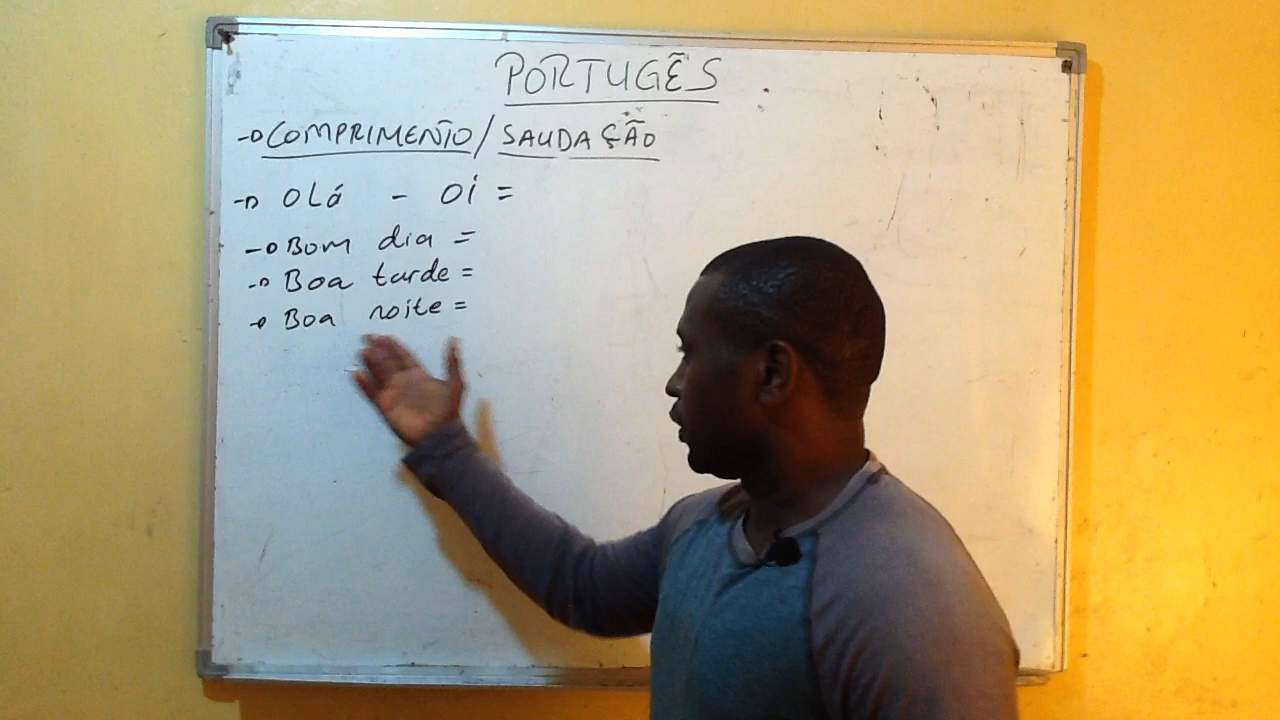 PORTUGÊS
→ COMPRIMENTO / SAUDAÇÃO
→ Olá - Oi =
→ Bom dia =
→ Boa tarde =
→ Boa noite =